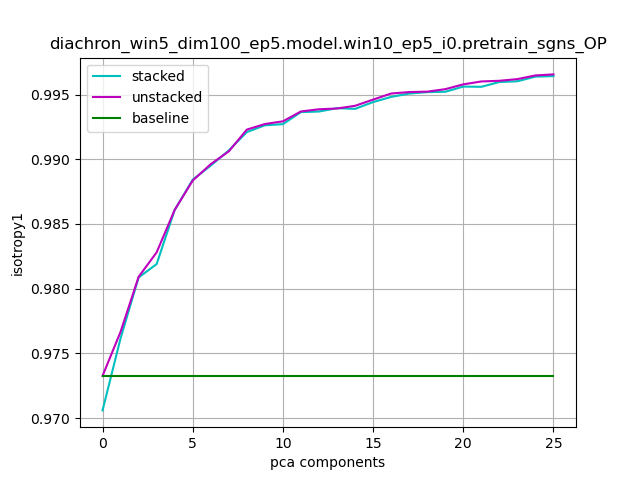 diachron_win5_dim100_ep5.model.win10_ep5_i0.pretrain_sgns_OP
stacked
unstacked
baseline
0.995
0.990
0.985
0.980
0.975
0.970
isotropy1
0 5 10 15 20 25
pca components